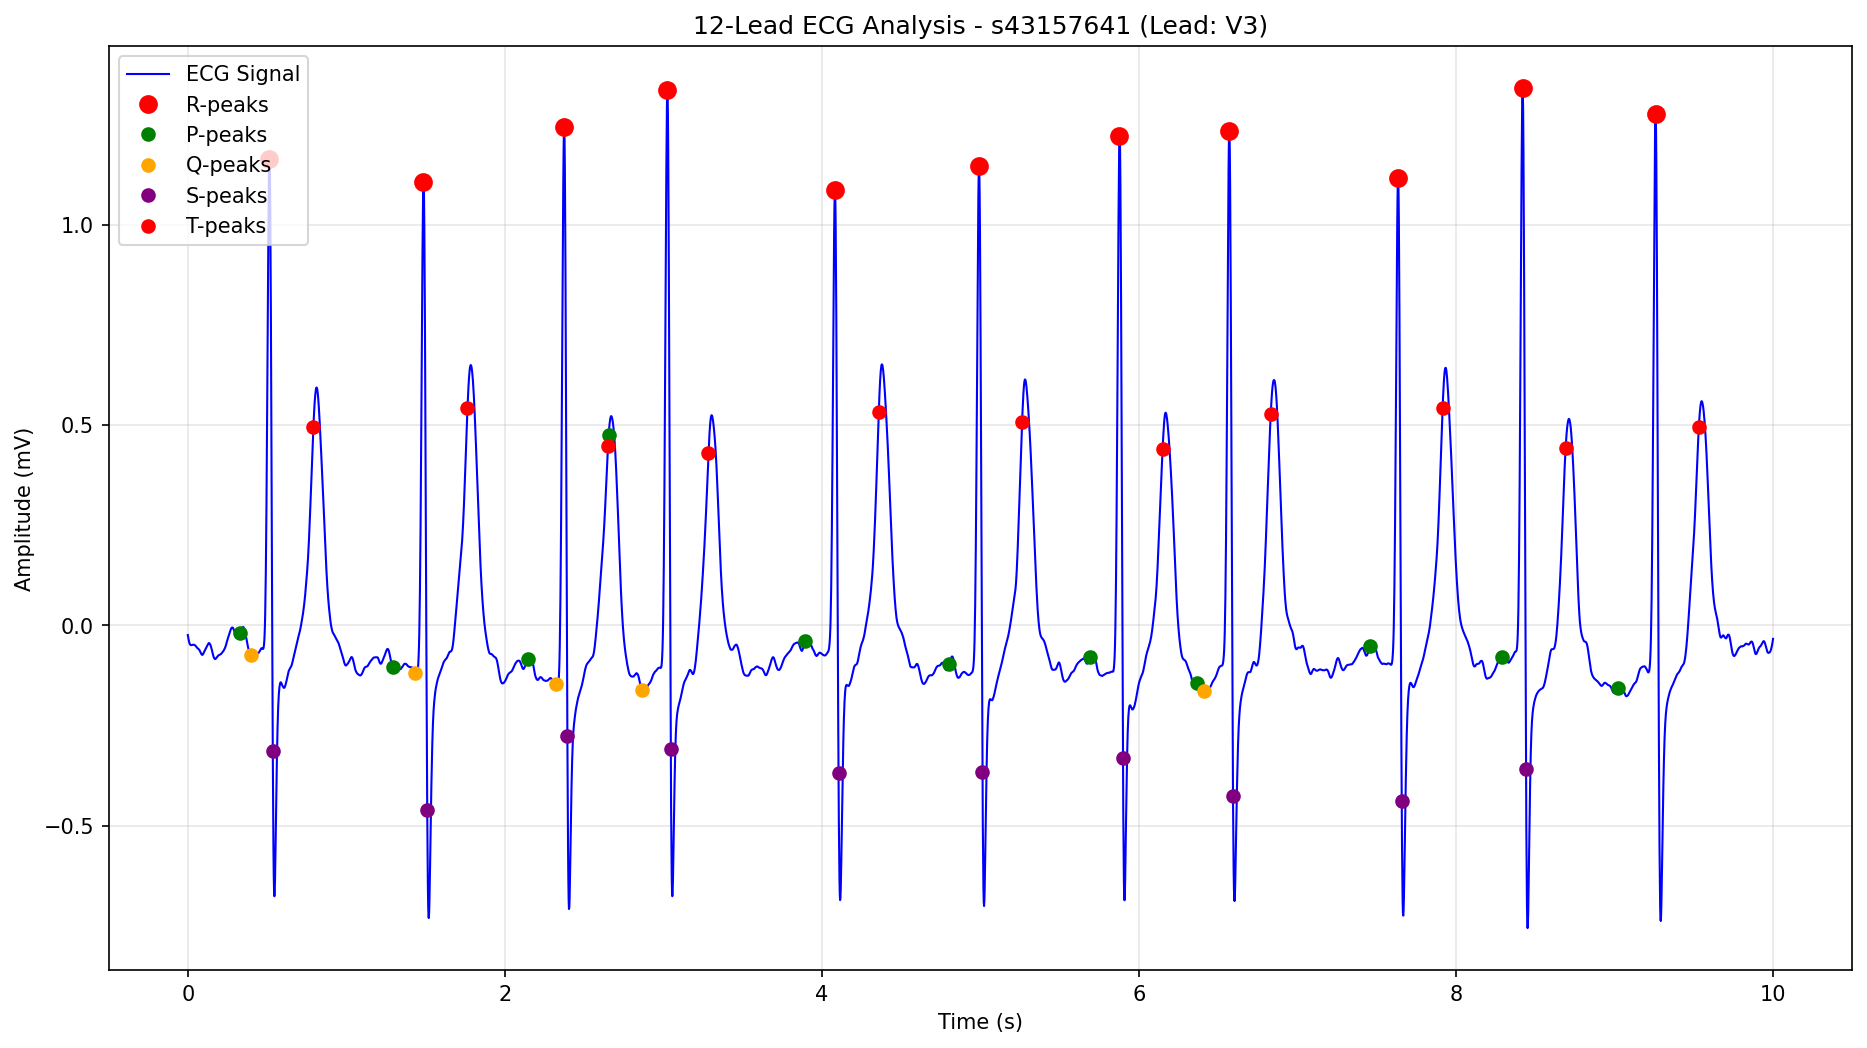 12-Lead ECG Analysis - s43157641 (Lead: V3)
ECG Signal
R-peaks
P-peaks
Q-peaks
S-peaks
T-peaks
1.0
0.5
0.0
−0.5
Amplitude (mV)
0 2 4 6 8 10
Time (s)